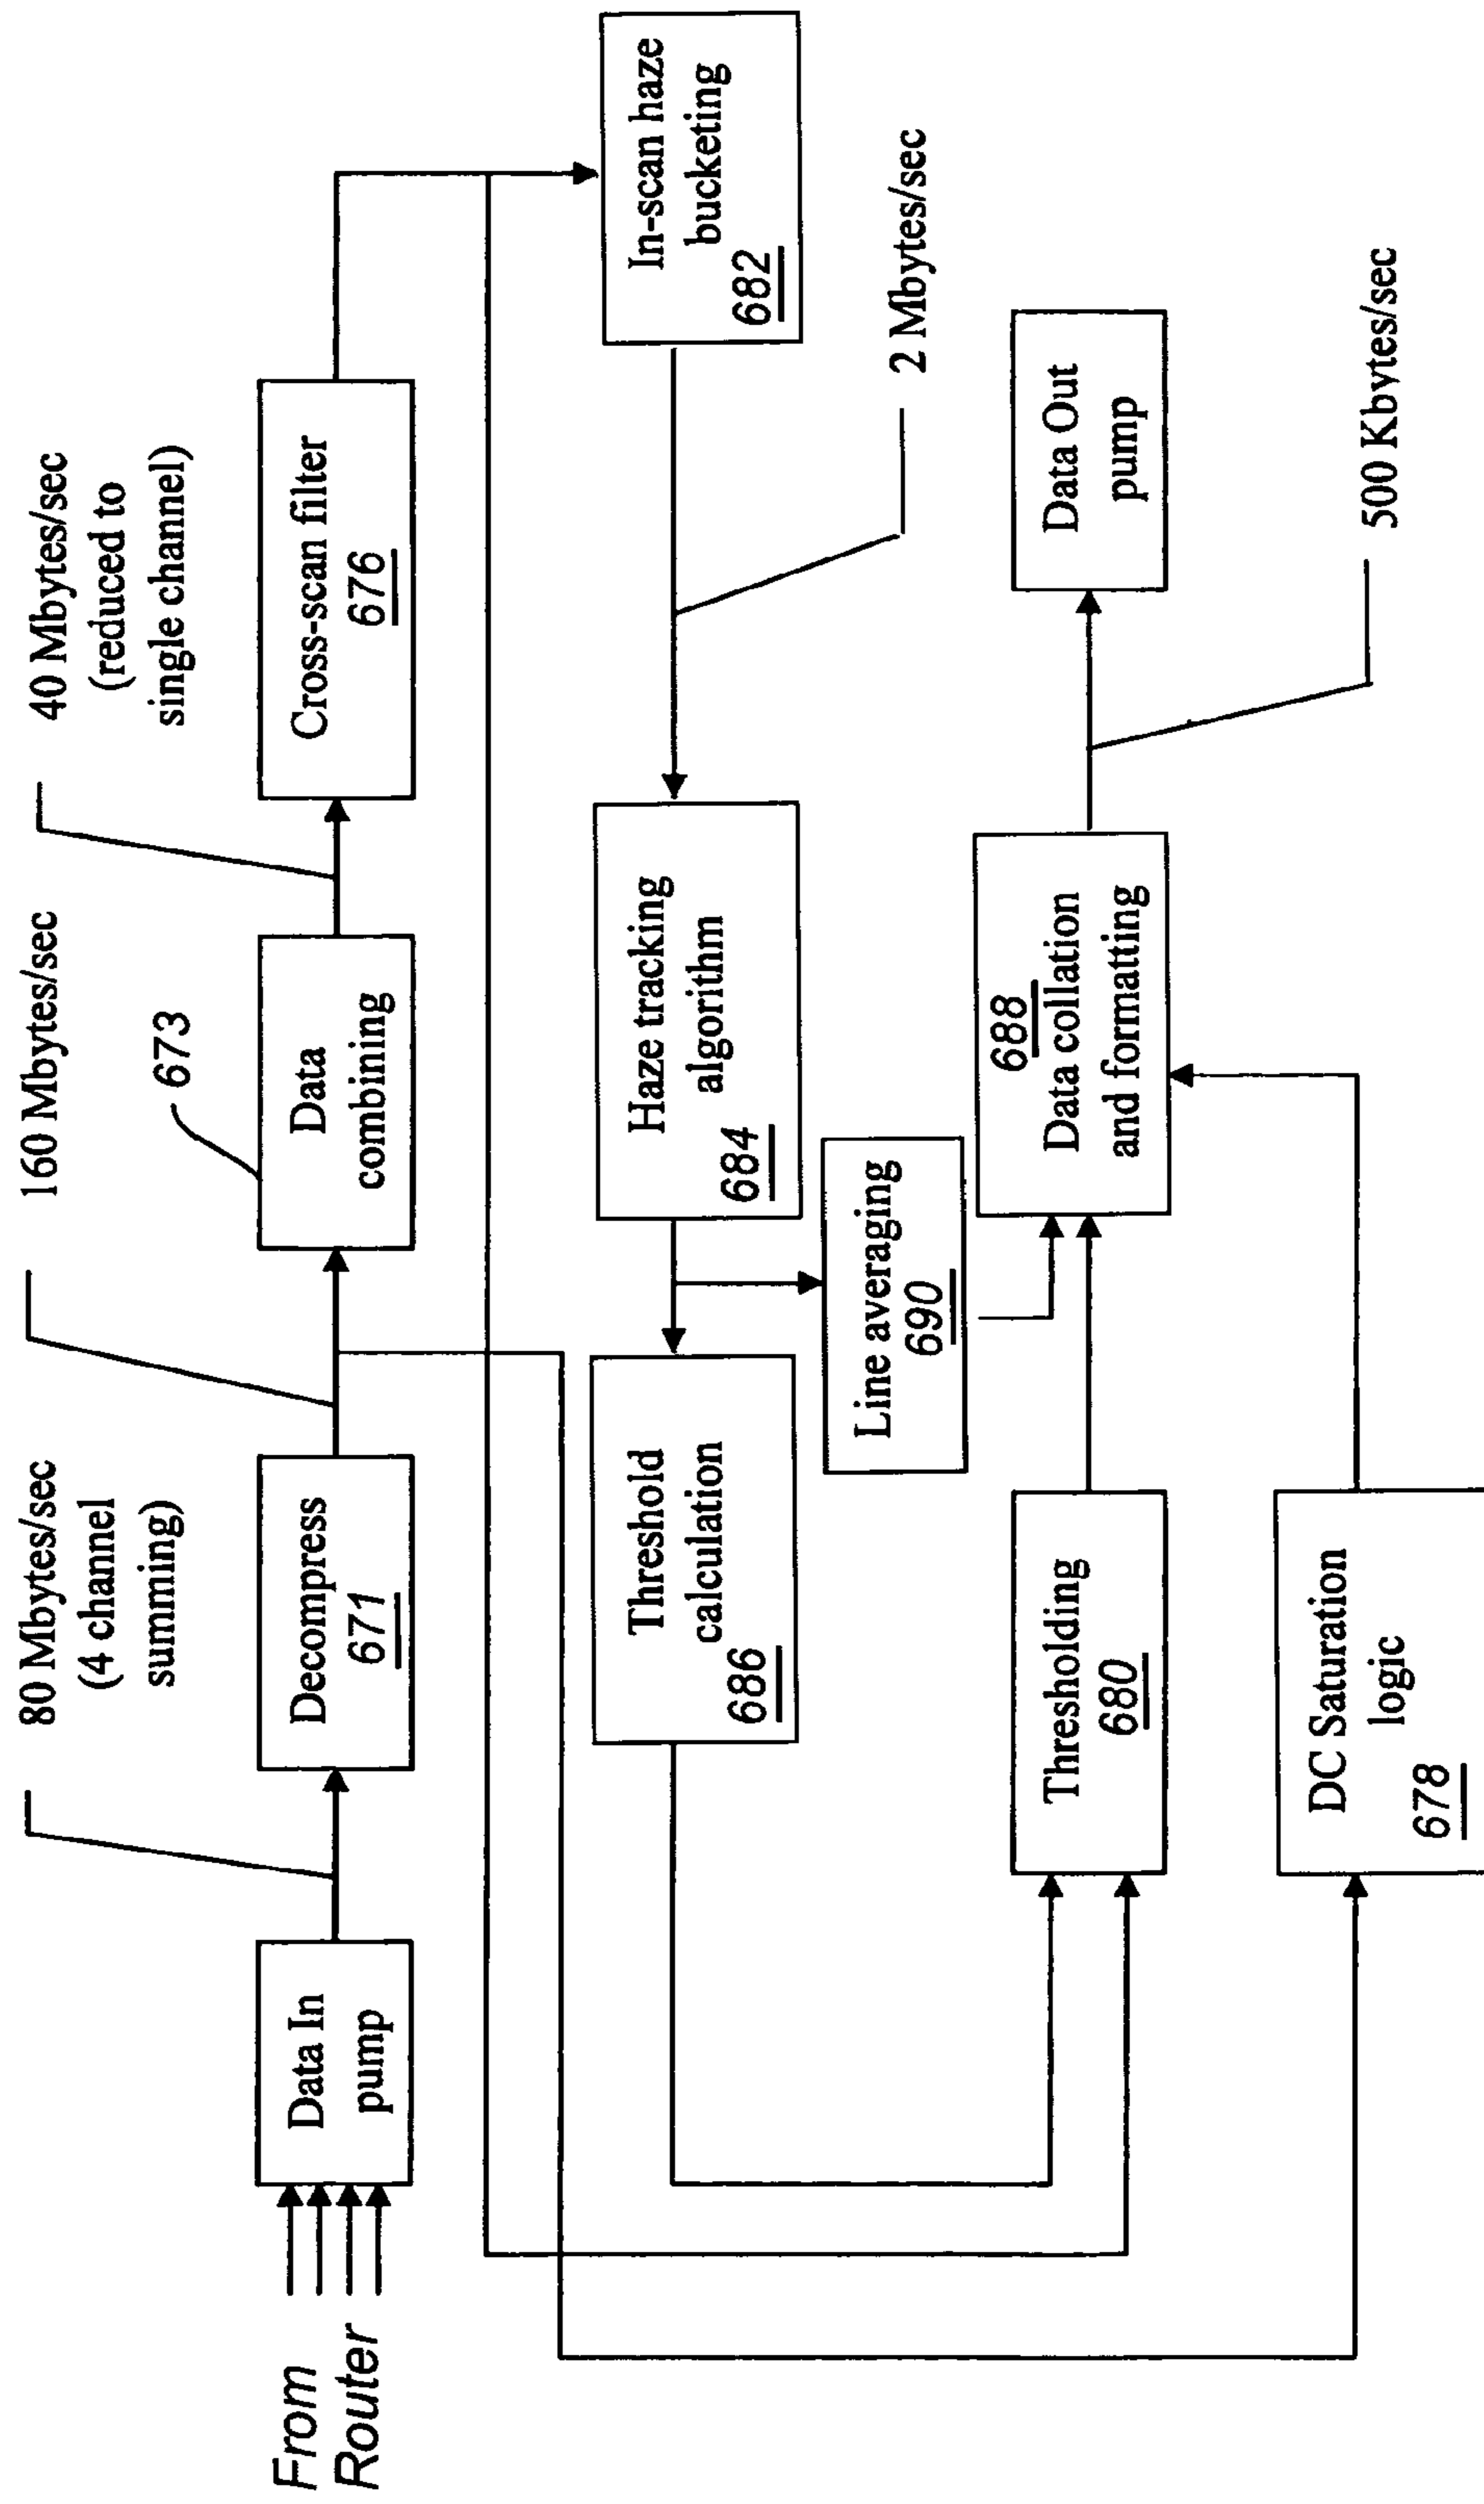 80 Mbytes/sec
(4 channel
summing)
160 Mbytes/sec
40 Mbytes/sec
(reduced to
single channel)
673
From
Router
Data In
pump
Decompress
671
Data
combining
Cross-scan filter
676
Threshold
calculation
686
Haze tracking
algorithm
684
In-scan haze
bucketing
682
Line averaging
690
2 Mbytes/sec
Thresholding
680
688
Data collation
and formatting
Data Out
pump
DC Saturation
logic
678
500 Kbytes/sec